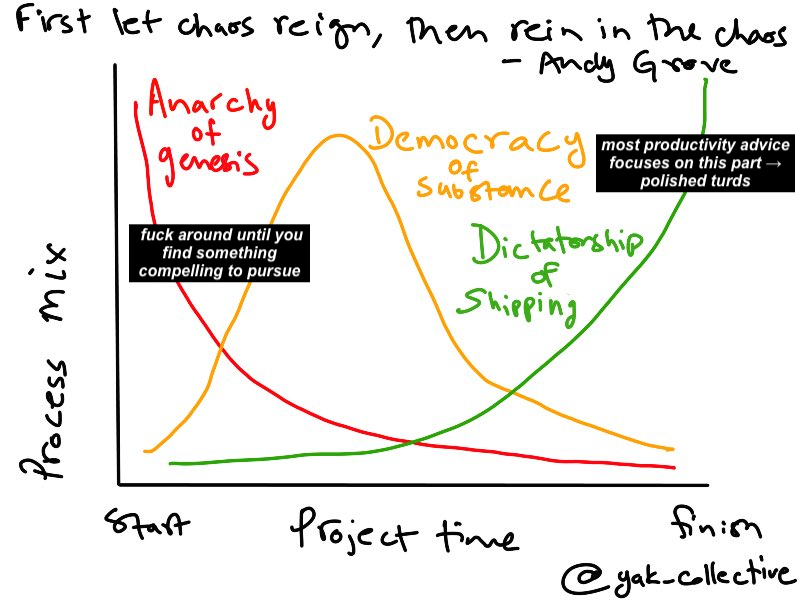 First let chaos reign, then rein in the chaos
- Andy Grove
Anarchy
of
genesis
Democracy
of
Substance
most productivity advice
focuses on this part →
polished turds
fuck around until you
find something
compelling to pursue
Dictatorship
of
Shipping
Process mix
Start
Project time
finish
@yak_collective